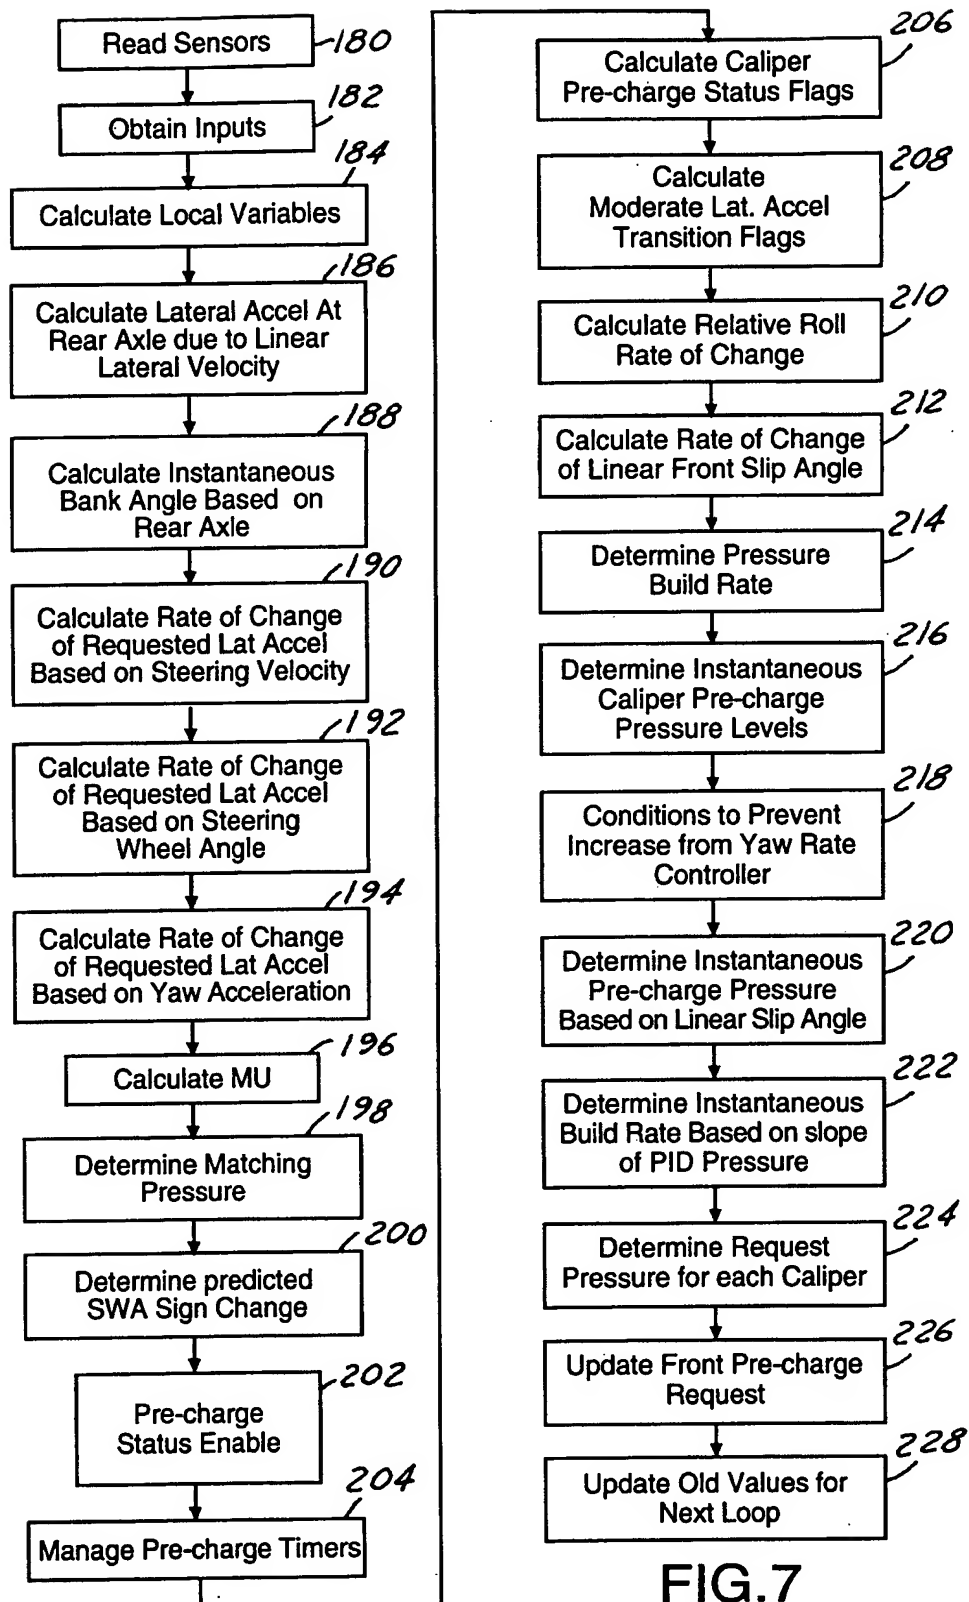 Read Sensors
180
182
Obtain Inputs
184
Calculate Local Variables
186
Calculate Lateral Accel At
Rear Axle due to Linear
Lateral Velocity
188
Calculate Instantaneous
Bank Angle Based on
Rear Axle
190
Calculate Rate of Change
of Requested Lat Accel
Based on Steering Velocity
192
Calculate Rate of Change
of Requested Lat Accel
Based on Steering
Wheel Angle
194
Calculate Rate of Change
of Requested Lat Accel
Based on Yaw Acceleration
196
Calculate MU
198
Determine Matching
Pressure
200
Determine predicted
SWA Sign Change
202
Pre-charge
Status Enable
204
Manage Pre-charge Timers
206
Calculate Caliper
Pre-charge Status Flags
208
Calculate
Moderate Lat. Accel
Transition Flags
210
Calculate Relative Roll
Rate of Change
212
Calculate Rate of Change
of Linear Front Slip Angle
214
Determine Pressure
Build Rate
216
Determine Instantaneous
Caliper Pre-charge
Pressure Levels
218
Conditions to Prevent
Increase from Yaw Rate
Controller
220
Determine Instantaneous
Pre-charge Pressure
Based on Linear Slip Angle
222
Determine Instantaneous
Build Rate Based on slope
of PID Pressure
224
Determine Request
Pressure for each Caliper
226
Update Front Pre-charge
Request
228
Update Old Values for
Next Loop
FIG.7